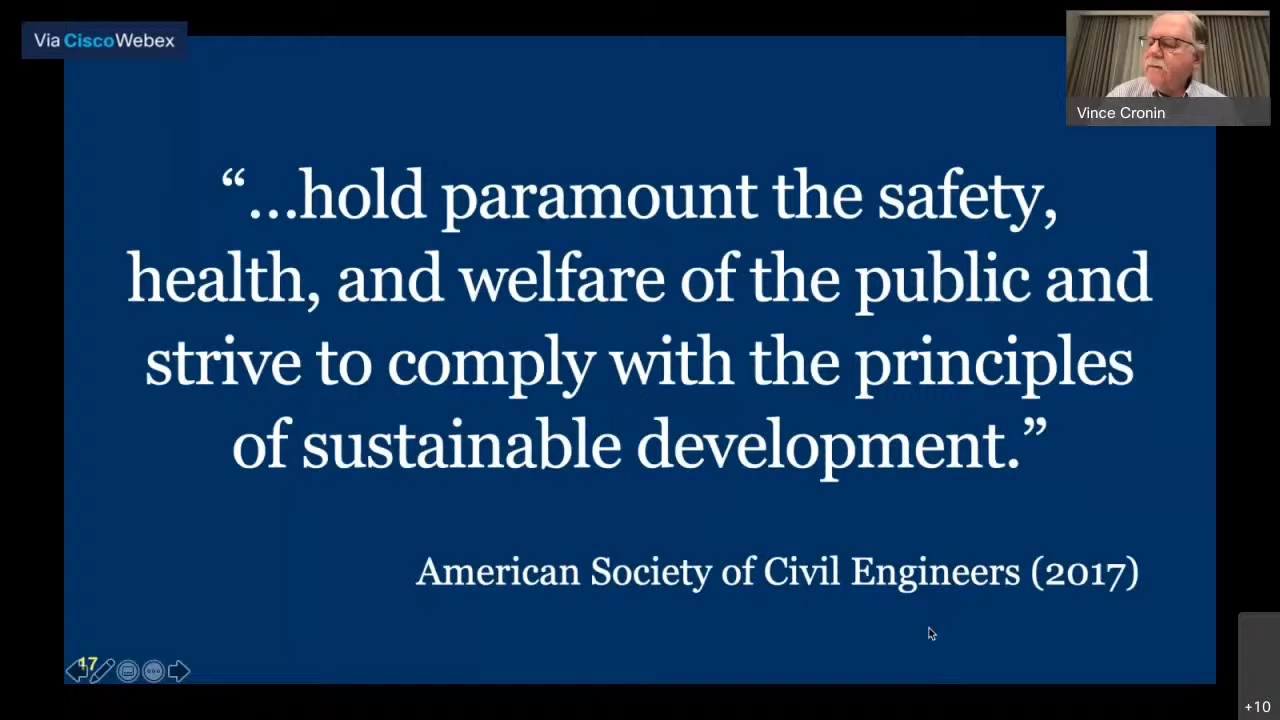 Via CiscoWebex
Vince Cronin
“...hold paramount the safety,
health, and welfare of the public and
strive to comply with the principles
of sustainable development.”
American Society of Civil Engineers (2017)
17
+10